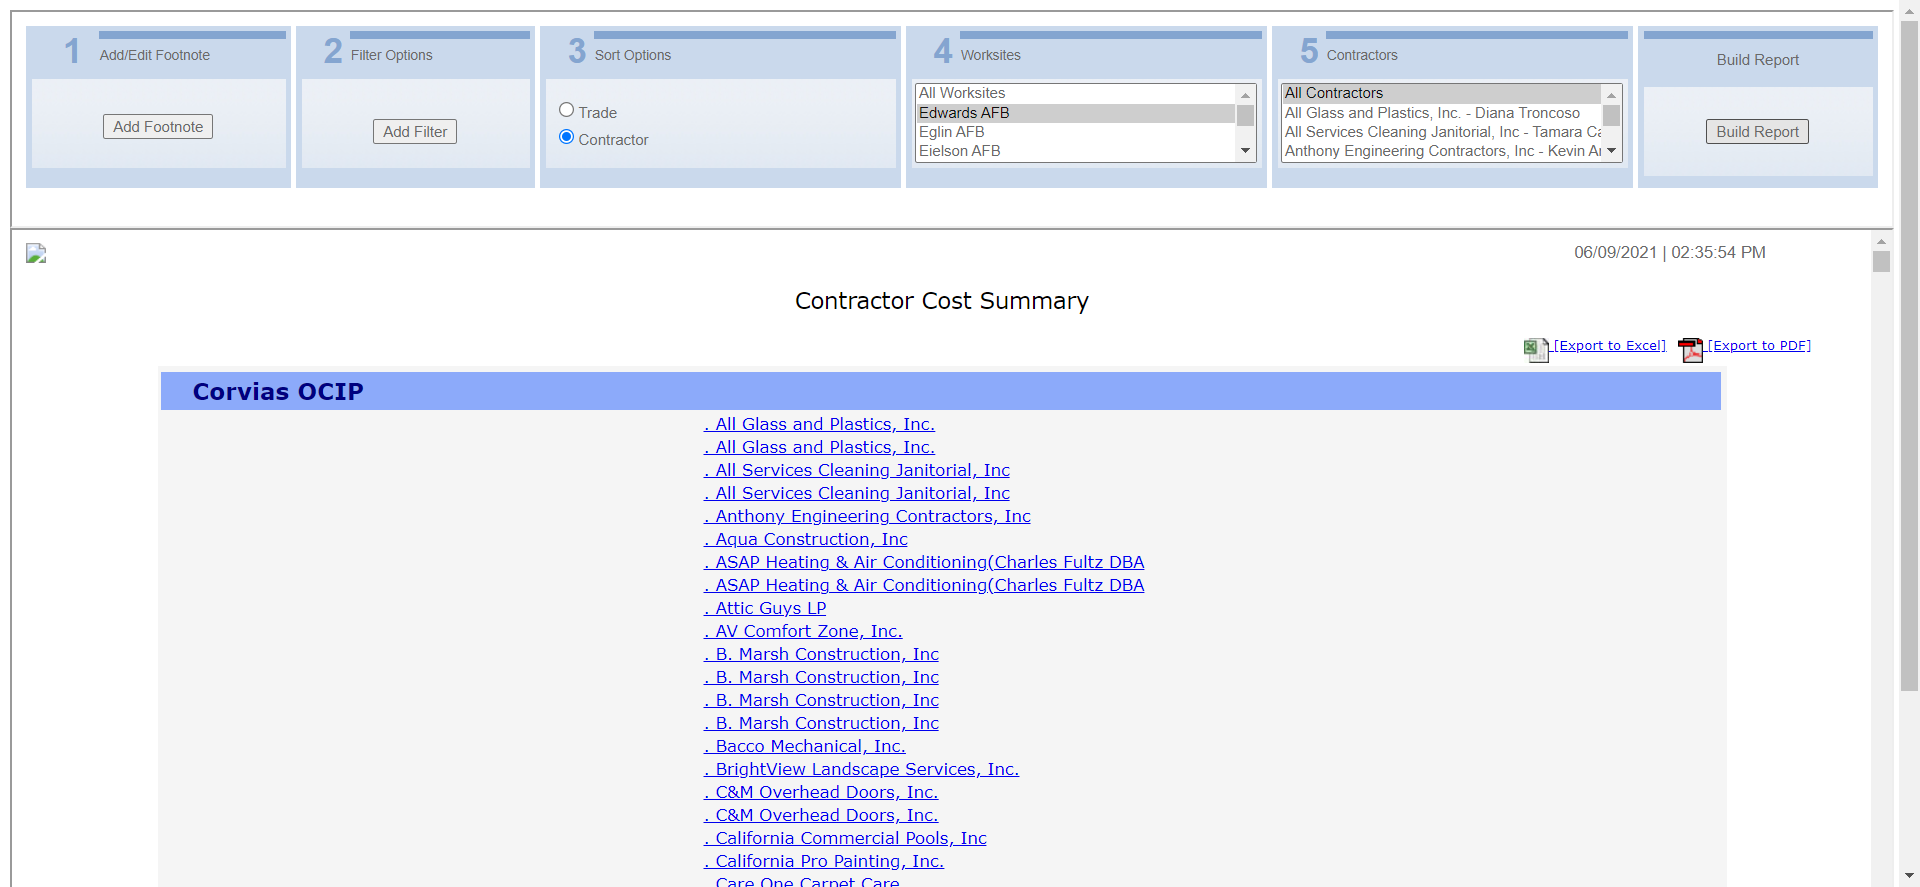 1 Add/Edit Footnote
Add Footnote
2 Filter Options
Add Filter
3 Sort Options
Trade
Contractor
4 Worksites
All Worksites
Edwards AFB
Eglin AFB
Eielson AFB
5 Contractors
All Contractors
All Glass and Plastics, Inc. - Diana Troncoso
All Services Cleaning Janitorial, Inc - Tamara Ca
Anthony Engineering Contractors, Inc - Kevin
Build Report
Build Report
06/09/2021 | 02:35:54 PM
Contractor Cost Summary
[Export to Excel] [Export to PDF]
Corvias OCIP
. All Glass and Plastics, Inc.
. All Glass and Plastics, Inc.
. All Services Cleaning Janitorial, Inc
. All Services Cleaning Janitorial, Inc
. Anthony Engineering Contractors, Inc
. Aqua Construction, Inc
. ASAP Heating & Air Conditioning(Charles Fultz DBA
. ASAP Heating & Air Conditioning(Charles Fultz DBA
. Attic Guys LP
. AV Comfort Zone, Inc.
. B. Marsh Construction, Inc
. B. Marsh Construction, Inc
. B. Marsh Construction, Inc
. B. Marsh Construction, Inc
. Bacco Mechanical, Inc.
. BrightView Landscape Services, Inc.
. C&M Overhead Doors, Inc.
. C&M Overhead Doors, Inc.
. California Commercial Pools, Inc
. California Pro Painting, Inc.
Care One Carpet Care